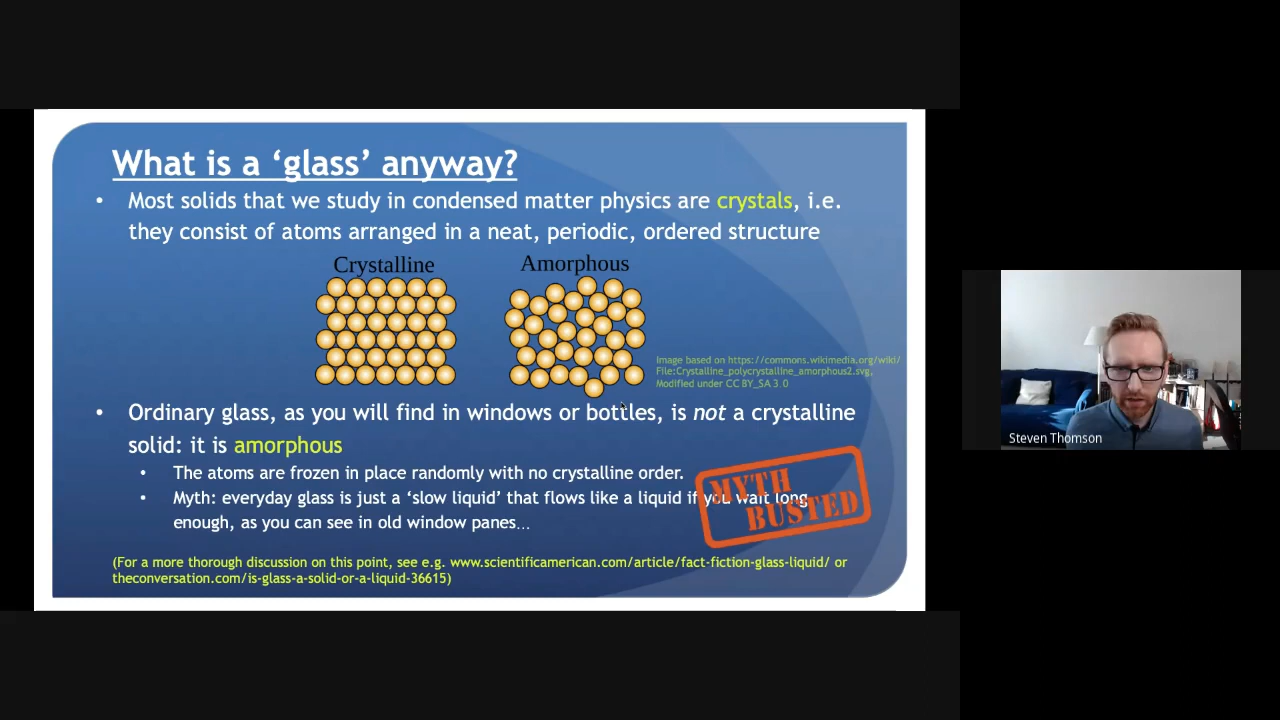 What is a ‘glass’ anyway?
• Most solids that we study in condensed matter physics are crystals, i.e.
they consist of atoms arranged in a neat, periodic, ordered structure
Crystalline
Amorphous
Image based on https://commons.wikimedia.org/wiki/
File:Crystalline_polycrystalline_amorphous2.svg,
Modified under CC BY_SA 3.0
• Ordinary glass, as you will find in windows or bottles, is not a crystalline
solid: it is amorphous
• The atoms are frozen in place randomly with no crystalline order.
• Myth: everyday glass is just a ‘slow liquid’ that flows like a liquid if you wait long
enough, as you can see in old window panes...
MYTH
BUSTED
(For a more thorough discussion on this point, see e.g. www.scientificamerican.com/article/fact-fiction-glass-liquid/ or
theconversation.com/is-glass-a-solid-or-a-liquid-36615)
Steven Thomson